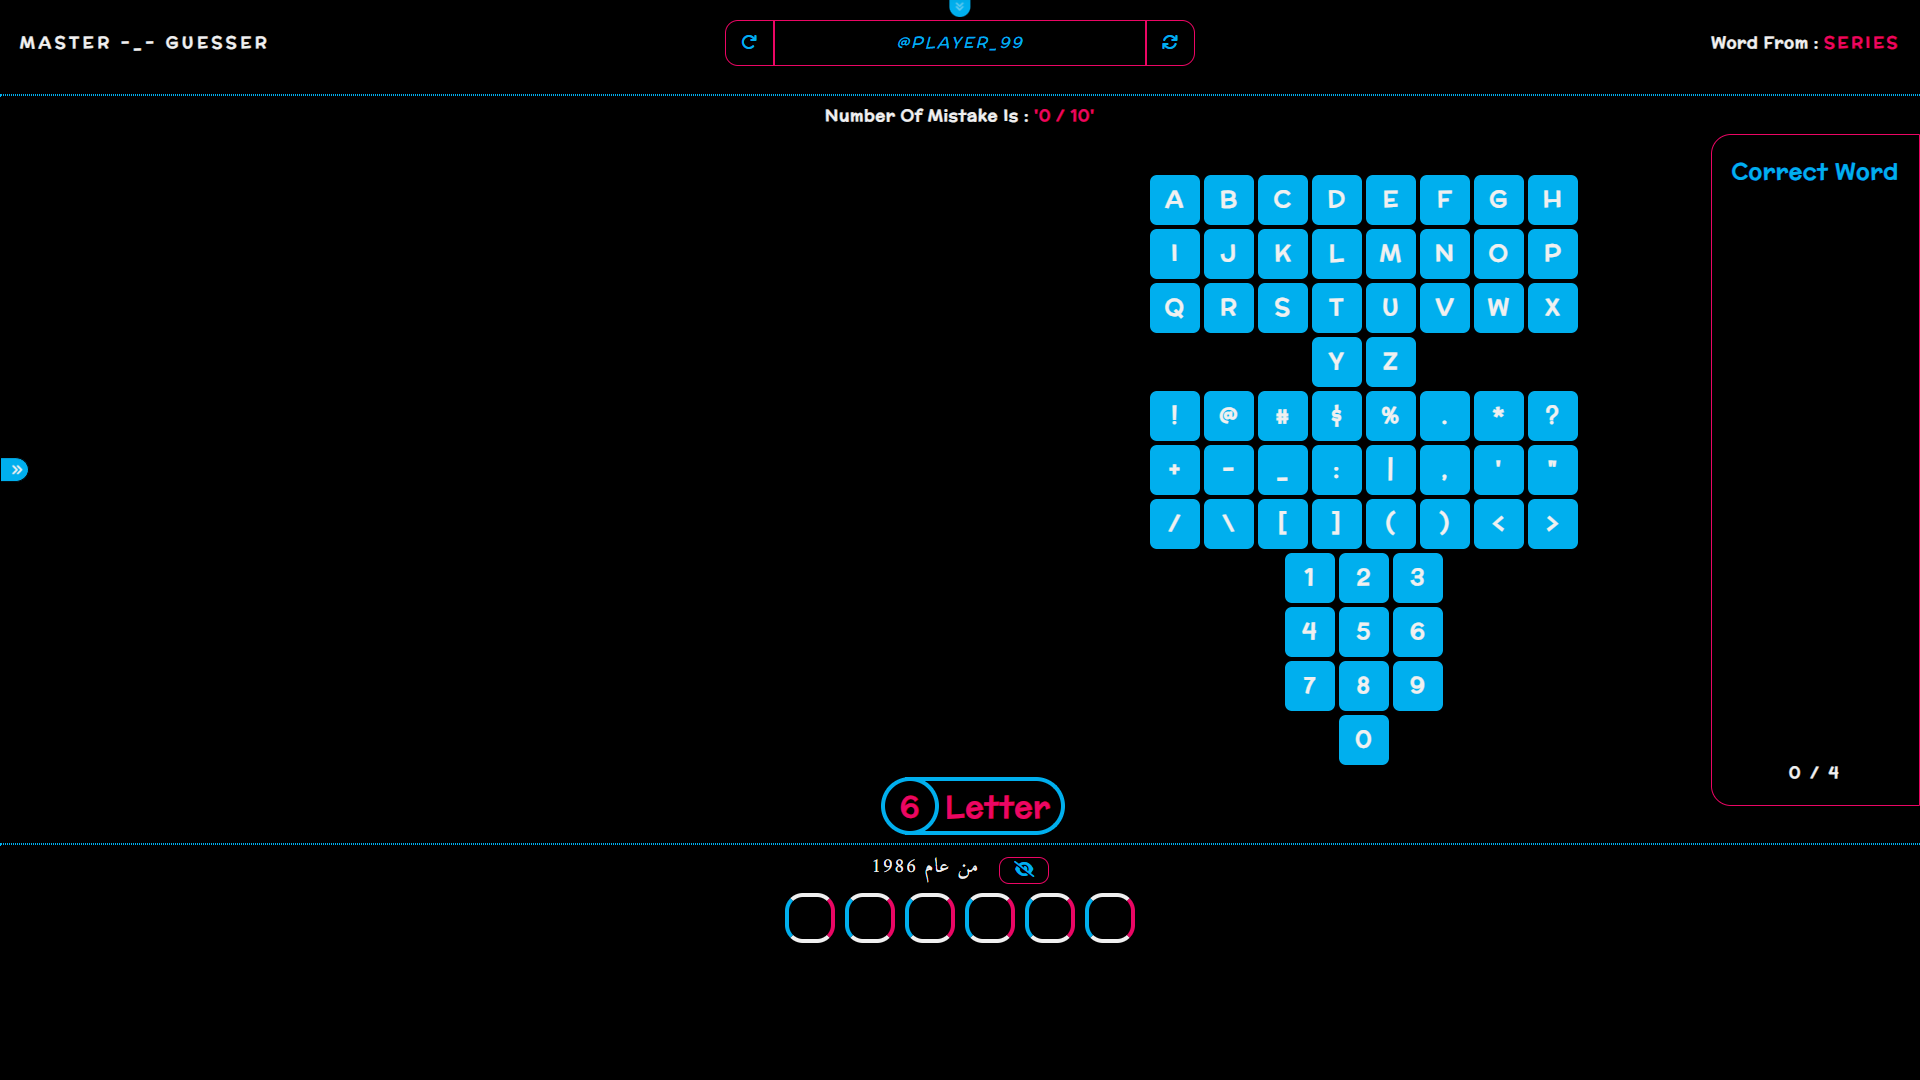 MASTER -_- GUESSER
@PLAYER_99
Word From : SERIES
Number Of Mistake Is : '0 / 10'
Correct Word
A B C D E F G H
I J K L M N O P
Q R S T U V W X
Y Z
! @ # $ % . * ?
+ - _ : | , ' "
/ \ [ ] ( ) < >
1 2 3
4 5 6
7 8 9
0
0 / 4
6 Letter
من عام 1986